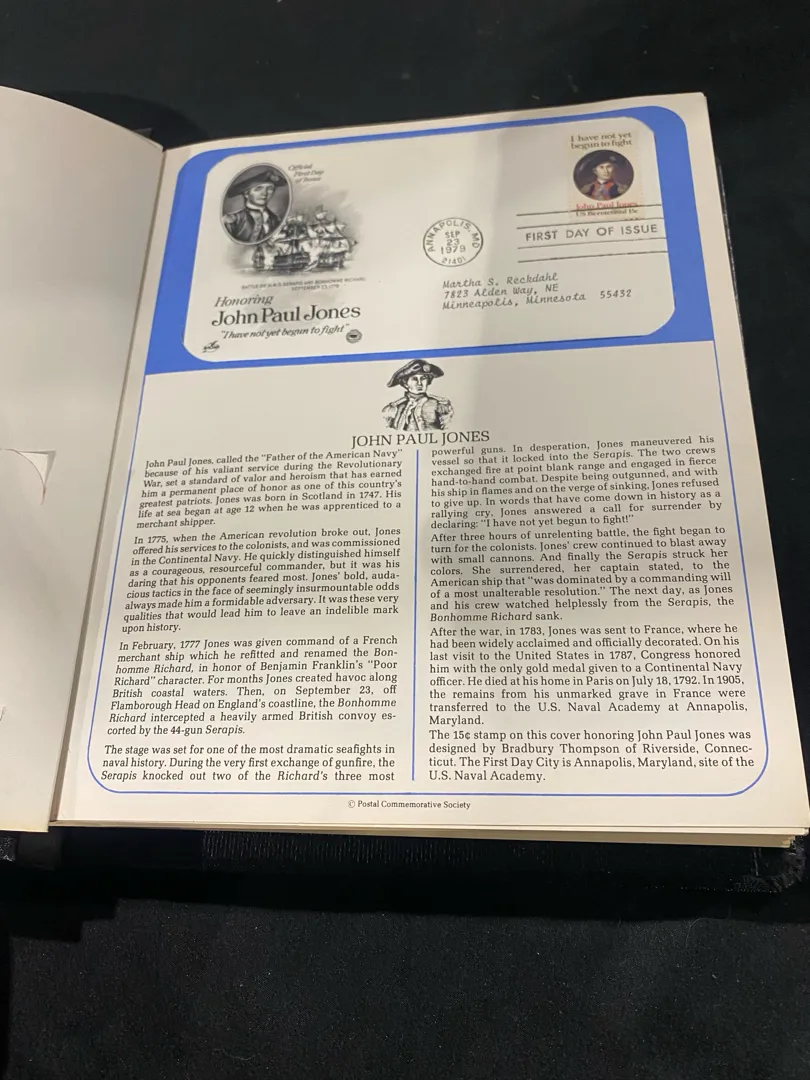 Official
First Day
of Issue
BATTLE OF H.M.S. SERAPIS AND BONHOMME RICHARD
SEPTEMBER 23, 1779
Honoring
John Paul Jones
"I have not yet begun to fight"
ANNAPOLIS, MD
SEP
23
1979
21401
I have not yet
begun to fight
John Paul Jones
US Bicentennial 15c
FIRST DAY OF ISSUE
Martha S. Reckdahl
7823 Alden Way, NE
Minneapolis, Minnesota 55432
JOHN PAUL JONES
John Paul Jones, called the "Father of the American Navy"
because of his valiant service during the Revolutionary
War, set a standard of valor and heroism that has earned
him a permanent place of honor as one of this country's
greatest patriots. Jones was born in Scotland in 1747. His
life at sea began at age 12 when he was apprenticed to a
merchant shipper.
In 1775, when the American revolution broke out, Jones
offered his services to the colonists, and was commissioned
in the Continental Navy. He quickly distinguished himself
as a courageous, resourceful commander, but it was his
daring that his opponents feared most. Jones' bold, auda-
cious tactics in the face of seemingly insurmountable odds
always made him a formidable adversary. It was these very
qualities that would lead him to leave an indelible mark
upon history.
In February, 1777 Jones was given command of a French
merchant ship which he refitted and renamed the Bon-
homme Richard, in honor of Benjamin Franklin's "Poor
Richard" character. For months Jones created havoc along
British coastal waters. Then, on September 23, off
Flamborough Head on England's coastline, the Bonhomme
Richard intercepted a heavily armed British convoy es-
corted by the 44-gun Serapis.
The stage was set for one of the most dramatic seafights in
naval history. During the very first exchange of gunfire, the
Serapis knocked out two of the Richard's three most
powerful guns. In desperation, Jones maneuvered his
vessel so that it locked into the Serapis. The two crews
exchanged fire at point blank range and engaged in fierce
hand-to-hand combat. Despite being outgunned, and with
his ship in flames and on the verge of sinking, Jones refused
to give up. In words that have come down in history as a
rallying cry, Jones answered a call for surrender by
declaring: "I have not yet begun to fight!"
After three hours of unrelenting battle, the fight began to
turn for the colonists. Jones' crew continued to blast away
with small cannons. And finally the Serapis struck her
colors. She surrendered, her captain stated, to the
American ship that "was dominated by a commanding will
of a most unalterable resolution." The next day, as Jones
and his crew watched helplessly from the Serapis, the
Bonhomme Richard sank.
After the war, in 1783, Jones was sent to France, where he
had been widely acclaimed and officially decorated. On his
last visit to the United States in 1787, Congress honored
him with the only gold medal given to a Continental Navy
officer. He died at his home in Paris on July 18, 1792. In 1905,
the remains from his unmarked grave in France were
transferred to the U.S. Naval Academy at Annapolis,
Maryland.
The 15¢ stamp on this cover honoring John Paul Jones was
designed by Bradbury Thompson of Riverside, Connec-
ticut. The First Day City is Annapolis, Maryland, site of the
U.S. Naval Academy.
© Postal Commemorative Society